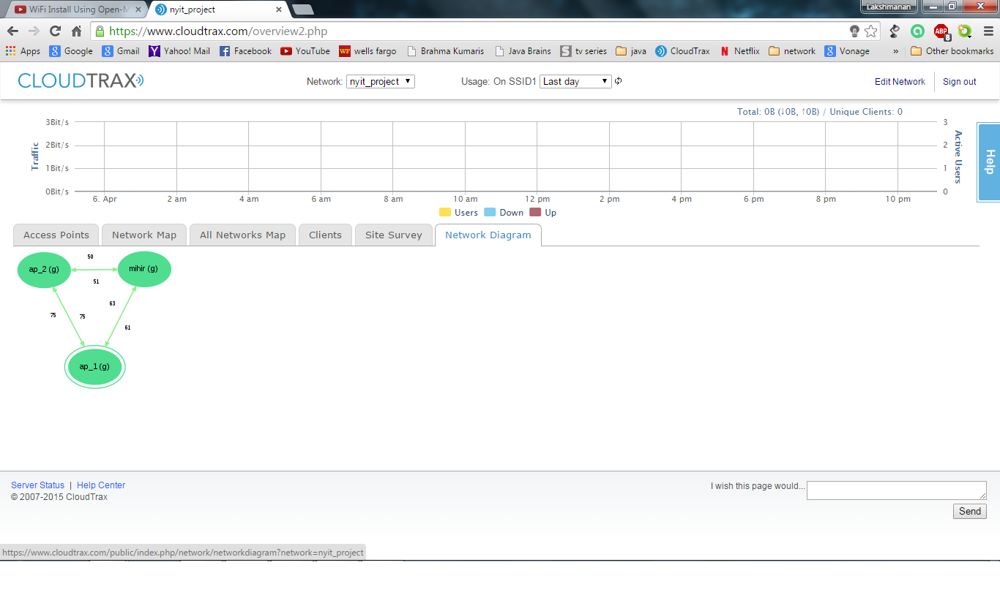 WiFi Install Using Open-M
nyit_project
Lakshmanan
https://www.cloudtrax.com/overview2.php
ABP
8
Apps Google Gmail Yahoo! Mail Facebook YouTube WF wells fargo Brahma Kumaris Java Brains S tv series java CloudTrax N Netflix network Vonage » Other bookmarks
CLOUDTRAX
Network: nyit_project
Usage: On SSID1 Last day
Edit Network
Sign out
Total: 0B (↓0B, ↑0B) / Unique Clients: 0
3Bit/s
2Bit/s
1Bit/s
0Bit/s
Traffic
3
2
1
0
Active Users
Help
6. Apr 2 am 4 am 6 am 8 am 10 am 12 pm 2 pm 4 pm 6 pm 8 pm 10 pm
Users Down Up
Access Points Network Map All Networks Map Clients Site Survey Network Diagram
50
ap_2 (g)
mihir (g)
51
63
75
75
61
ap_1 (g)
Server Status | Help Center
© 2007-2015 CloudTrax
I wish this page would...
Send
https://www.cloudtrax.com/public/index.php/network/networkdiagram?network=nyit_project